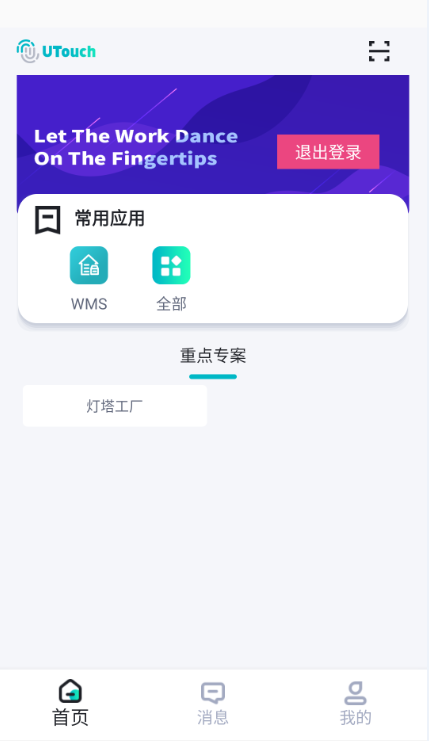 UTouch
Let The Work Dance
On The Fingertips
退出登录
常用应用
WMS
全部
重点专案
灯塔工厂
首页
消息
我的